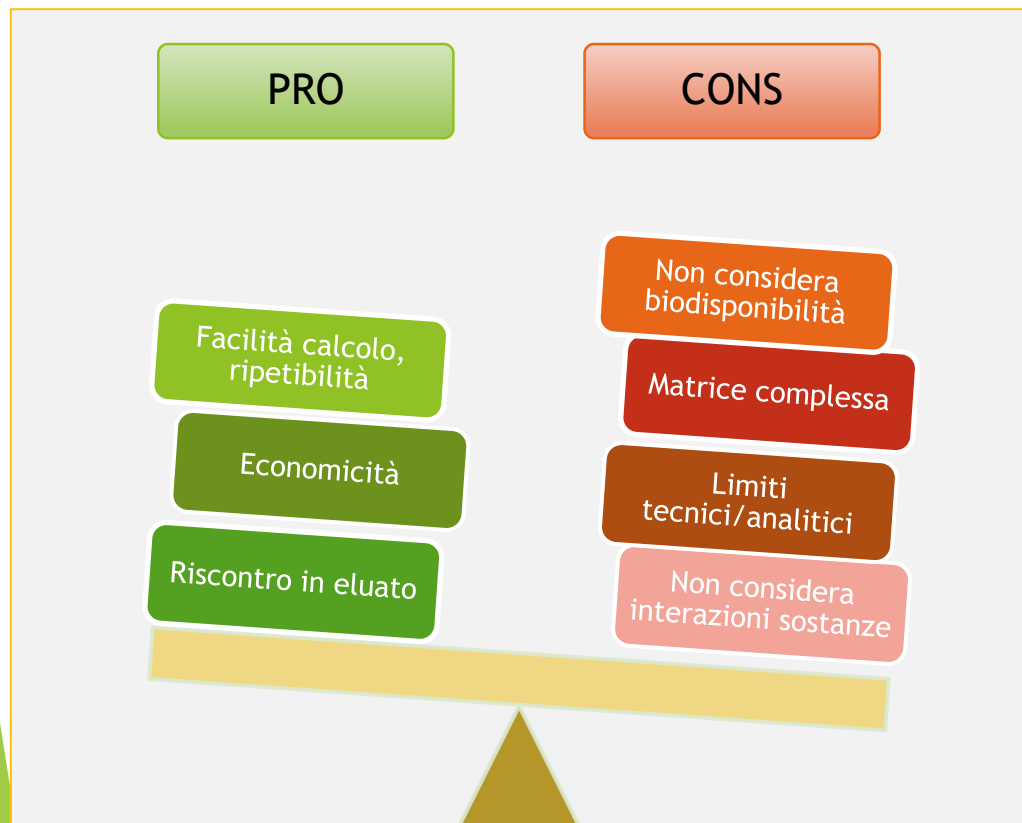 PRO
CONS
Facilità calcolo,
ripetibilità
Economicità
Riscontro in eluato
Non considera
biodisponibilità
Matrice complessa
Limiti
tecnici/analitici
Non considera
interazioni sostanze